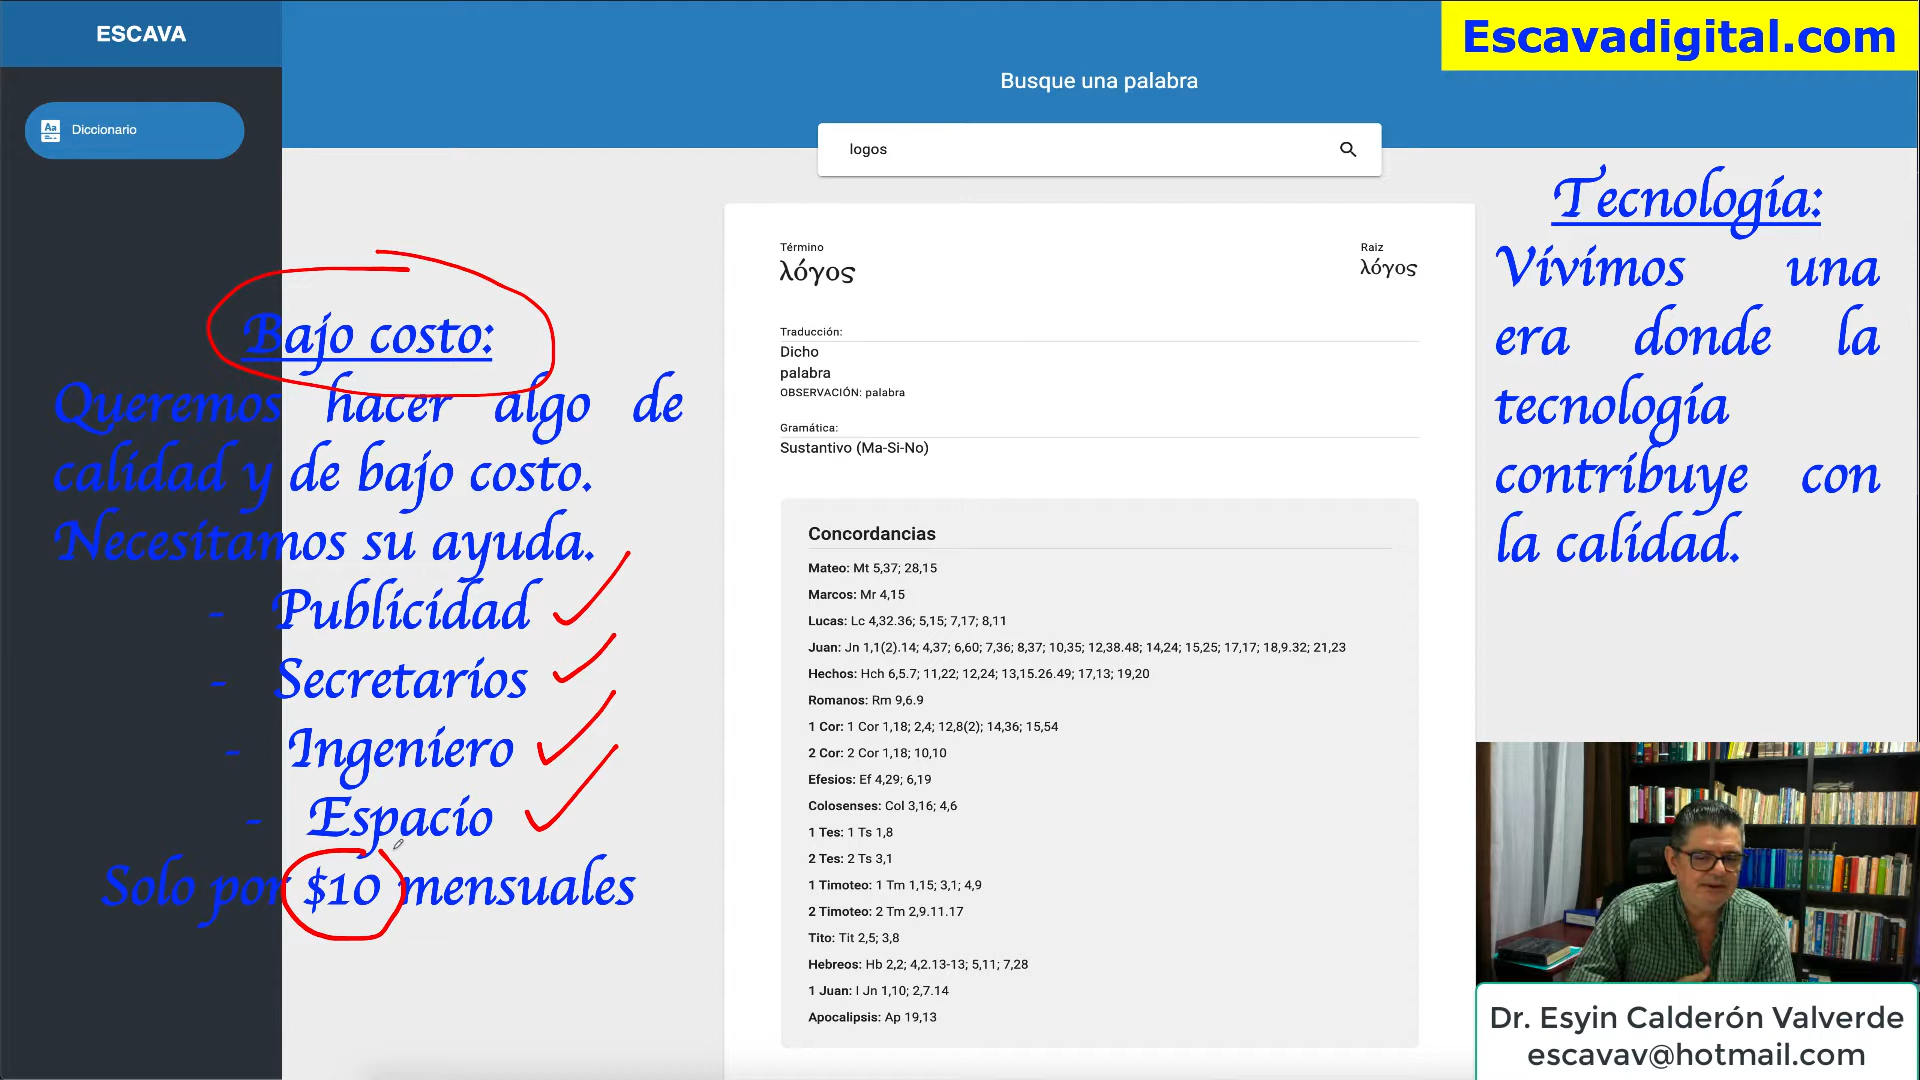 ESCAVA
Diccionario
Busque una palabra
logos
Escavadigital.com
Bajo costo:
Queremos hacer algo de
calidad y de bajo costo.
Necesitamos su ayuda.
- Publicidad
- Secretarios
- Ingeniero
- Espacio
Solo por $10 mensuales
Término
λόγος
Raiz
λόγος
Traducción:
Dicho
palabra
OBSERVACIÓN: palabra
Gramática:
Sustantivo (Ma-Si-No)
Concordancias
Mateo: Mt 5,37; 28,15
Marcos: Mr 4,15
Lucas: Lc 4,32.36; 5,15; 7,17; 8,11
Juan: Jn 1,1(2).14; 4,37; 6,60; 7,36; 8,37; 10,35; 12,38.48; 14,24; 15,25; 17,17; 18,9.32; 21,23
Hechos: Hch 6,5.7; 11,22; 12,24; 13,15.26.49; 17,13; 19,20
Romanos: Rm 9,6.9
1 Cor: 1 Cor 1,18; 2,4; 12,8(2); 14,36; 15,54
2 Cor: 2 Cor 1,18; 10,10
Efesios: Ef 4,29; 6,19
Colosenses: Col 3,16; 4,6
1 Tes: 1 Ts 1,8
2 Tes: 2 Ts 3,1
1 Timoteo: 1 Tm 1,15; 3,1; 4,9
2 Timoteo: 2 Tm 2,9.11.17
Tito: Tit 2,5; 3,8
Hebreos: Hb 2,2; 4,2.13-13; 5,11; 7,28
1 Juan: I Jn 1,10; 2,7.14
Apocalipsis: Ap 19,13
Tecnología:
Vivimos una
era donde la
tecnología
contribuye con
la calidad.
Dr. Esyin Calderón Valverde
escavav@hotmail.com